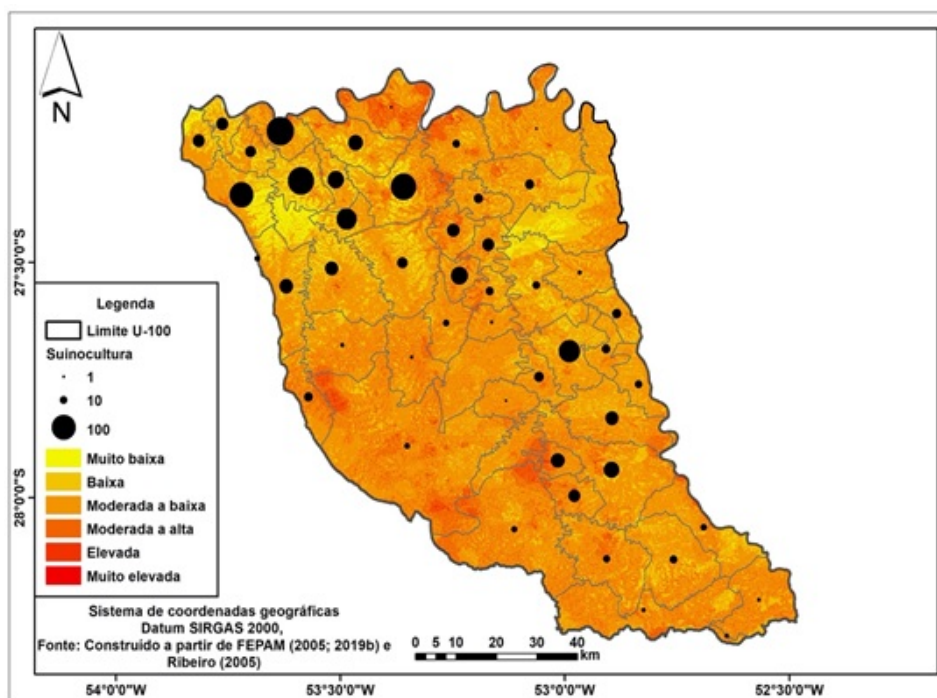 N
27°30'0"S
28°0'0"S
Legenda
Limite U-100
Suinocultura
1
10
100
Muito baixa
Baixa
Moderada a baixa
Moderada a alta
Elevada
Muito elevada
Sistema de coordenadas geográficas
Datum SIRGAS 2000,
Fonte: Construído a partir de FEPAM (2005; 2019b) e
Ribeiro (2005)
0 5 10 20 30 40
km
54°0'0"W 53°30'0"W 53°0'0"W 52°30'0"W